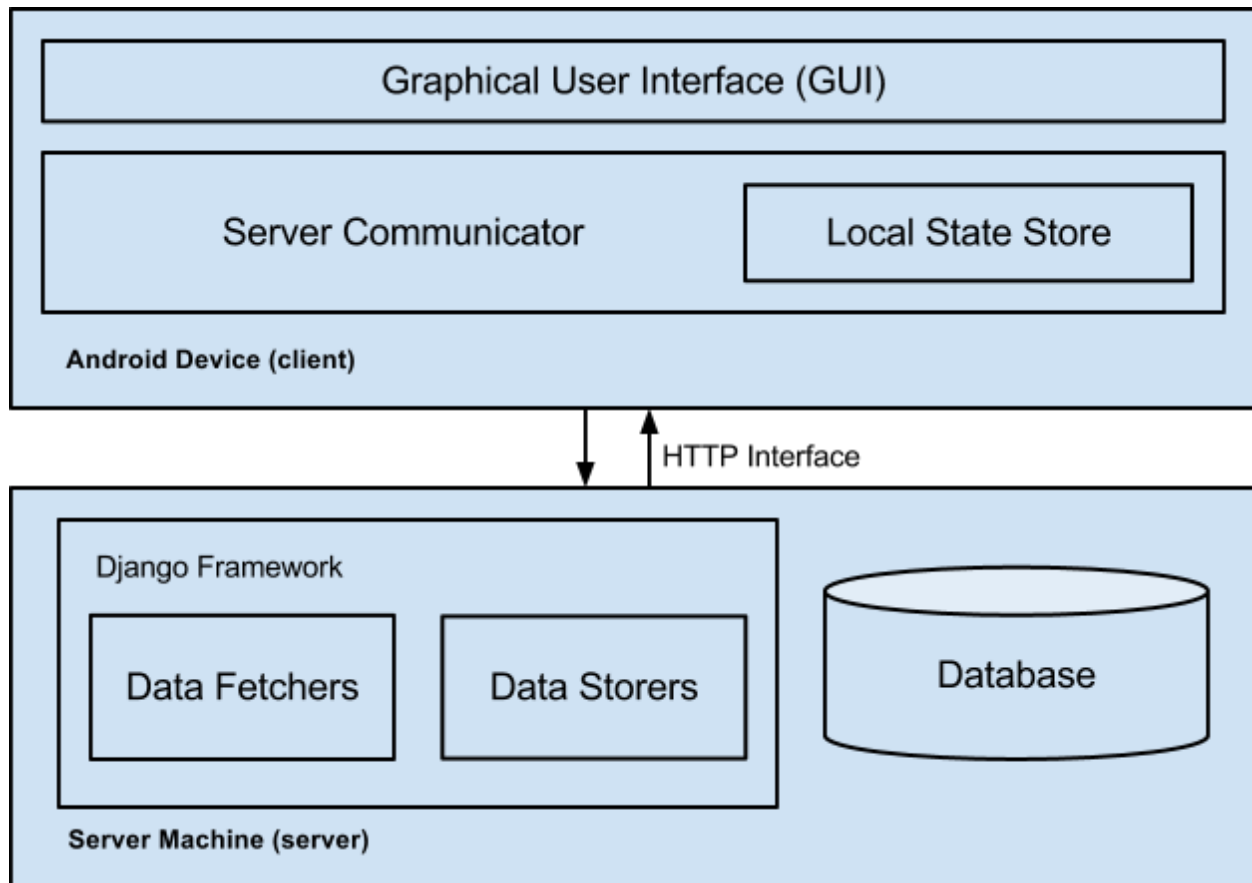 Graphical User Interface (GUI)
Server Communicator
Local State Store
Android Device (client)
HTTP Interface
Django Framework
Data Fetchers
Data Storers
Database
Server Machine (server)